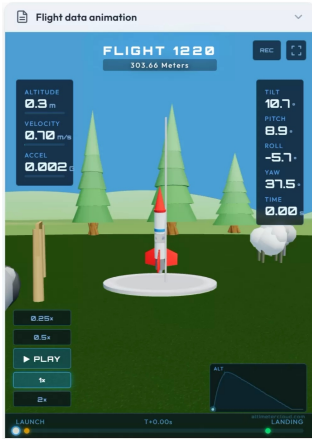 Flight data animation
FLIGHT 1220
303.66 Meters
REC
ALTITUDE
0.3 m
VELOCITY
0.70 m/s
ACCEL
0.002 G
TILT
10.7°
PITCH
8.9°
ROLL
-5.7°
YAW
37.5°
TIME
0.00
0.25x
0.5x
▶ PLAY
1x
2x
ALT
LAUNCH
T+0.00s
LANDING